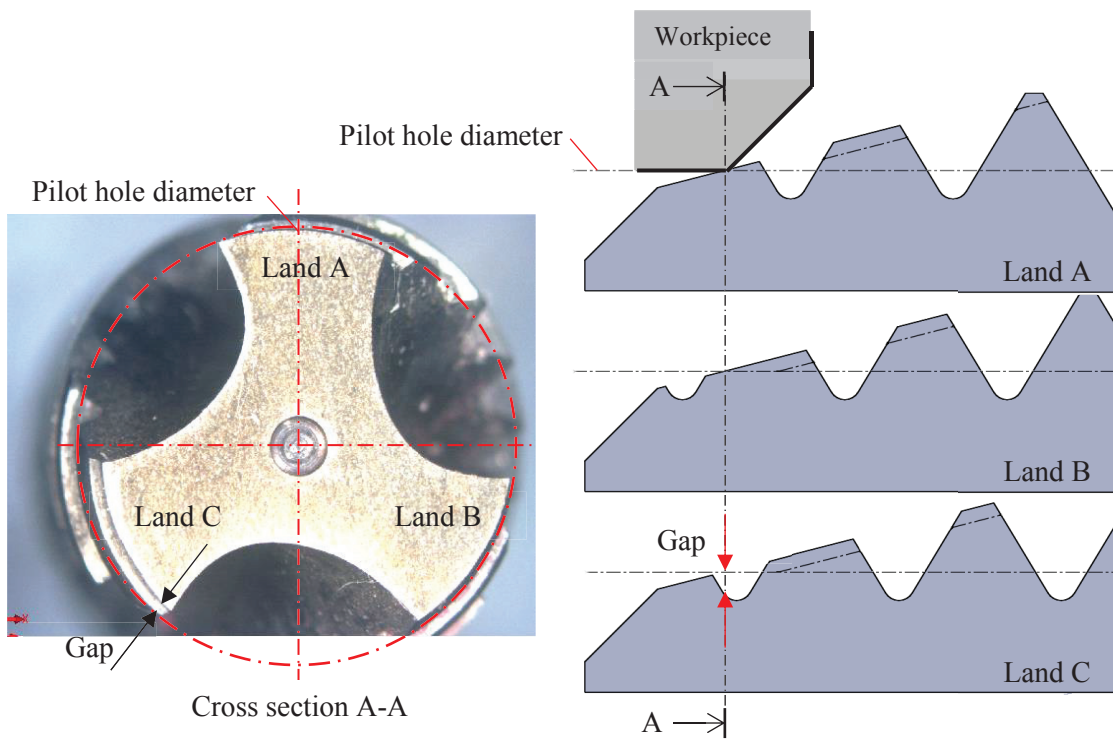 Workpiece
A
Pilot hole diameter
Pilot hole diameter
Land A
Land C
Land B
Gap
Cross section A-A
Land A
Land B
Gap
Land C
A